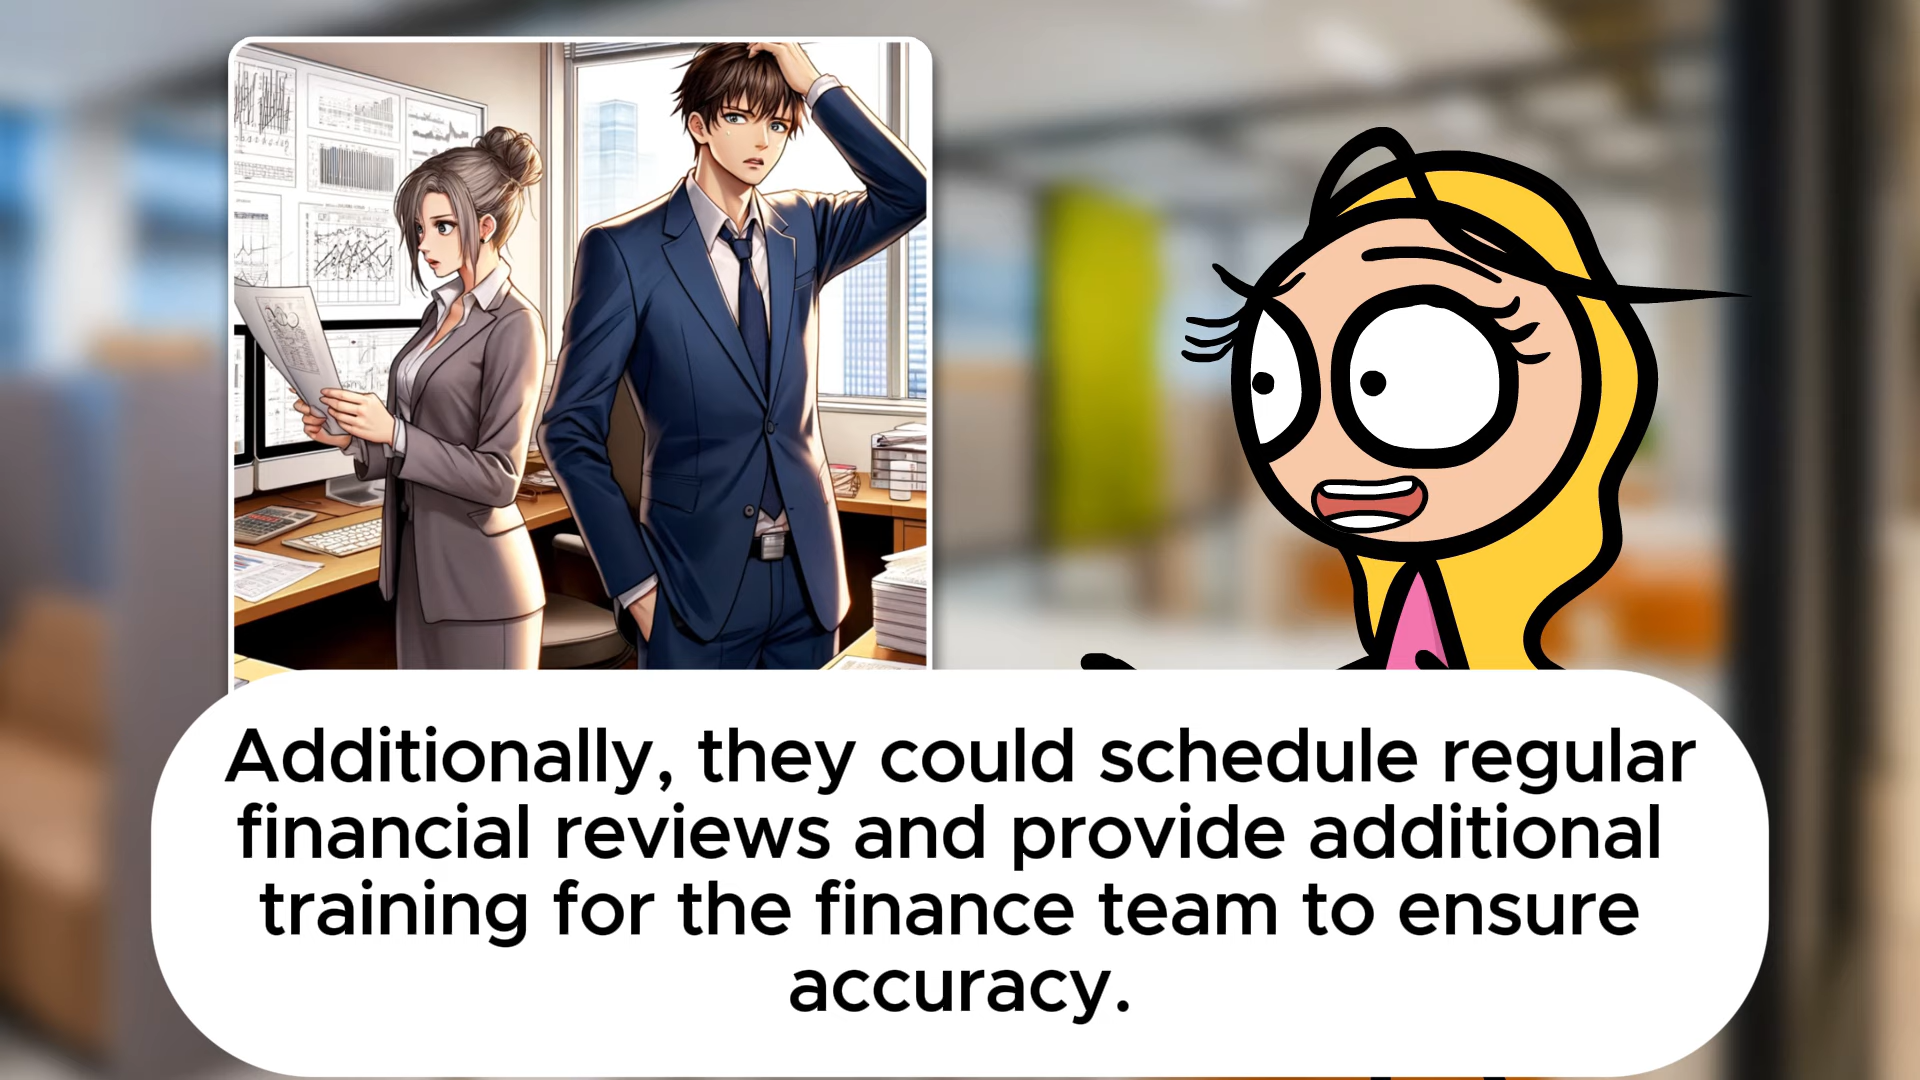 Additionally, they could schedule regular
financial reviews and provide additional
training for the finance team to ensure
accuracy.